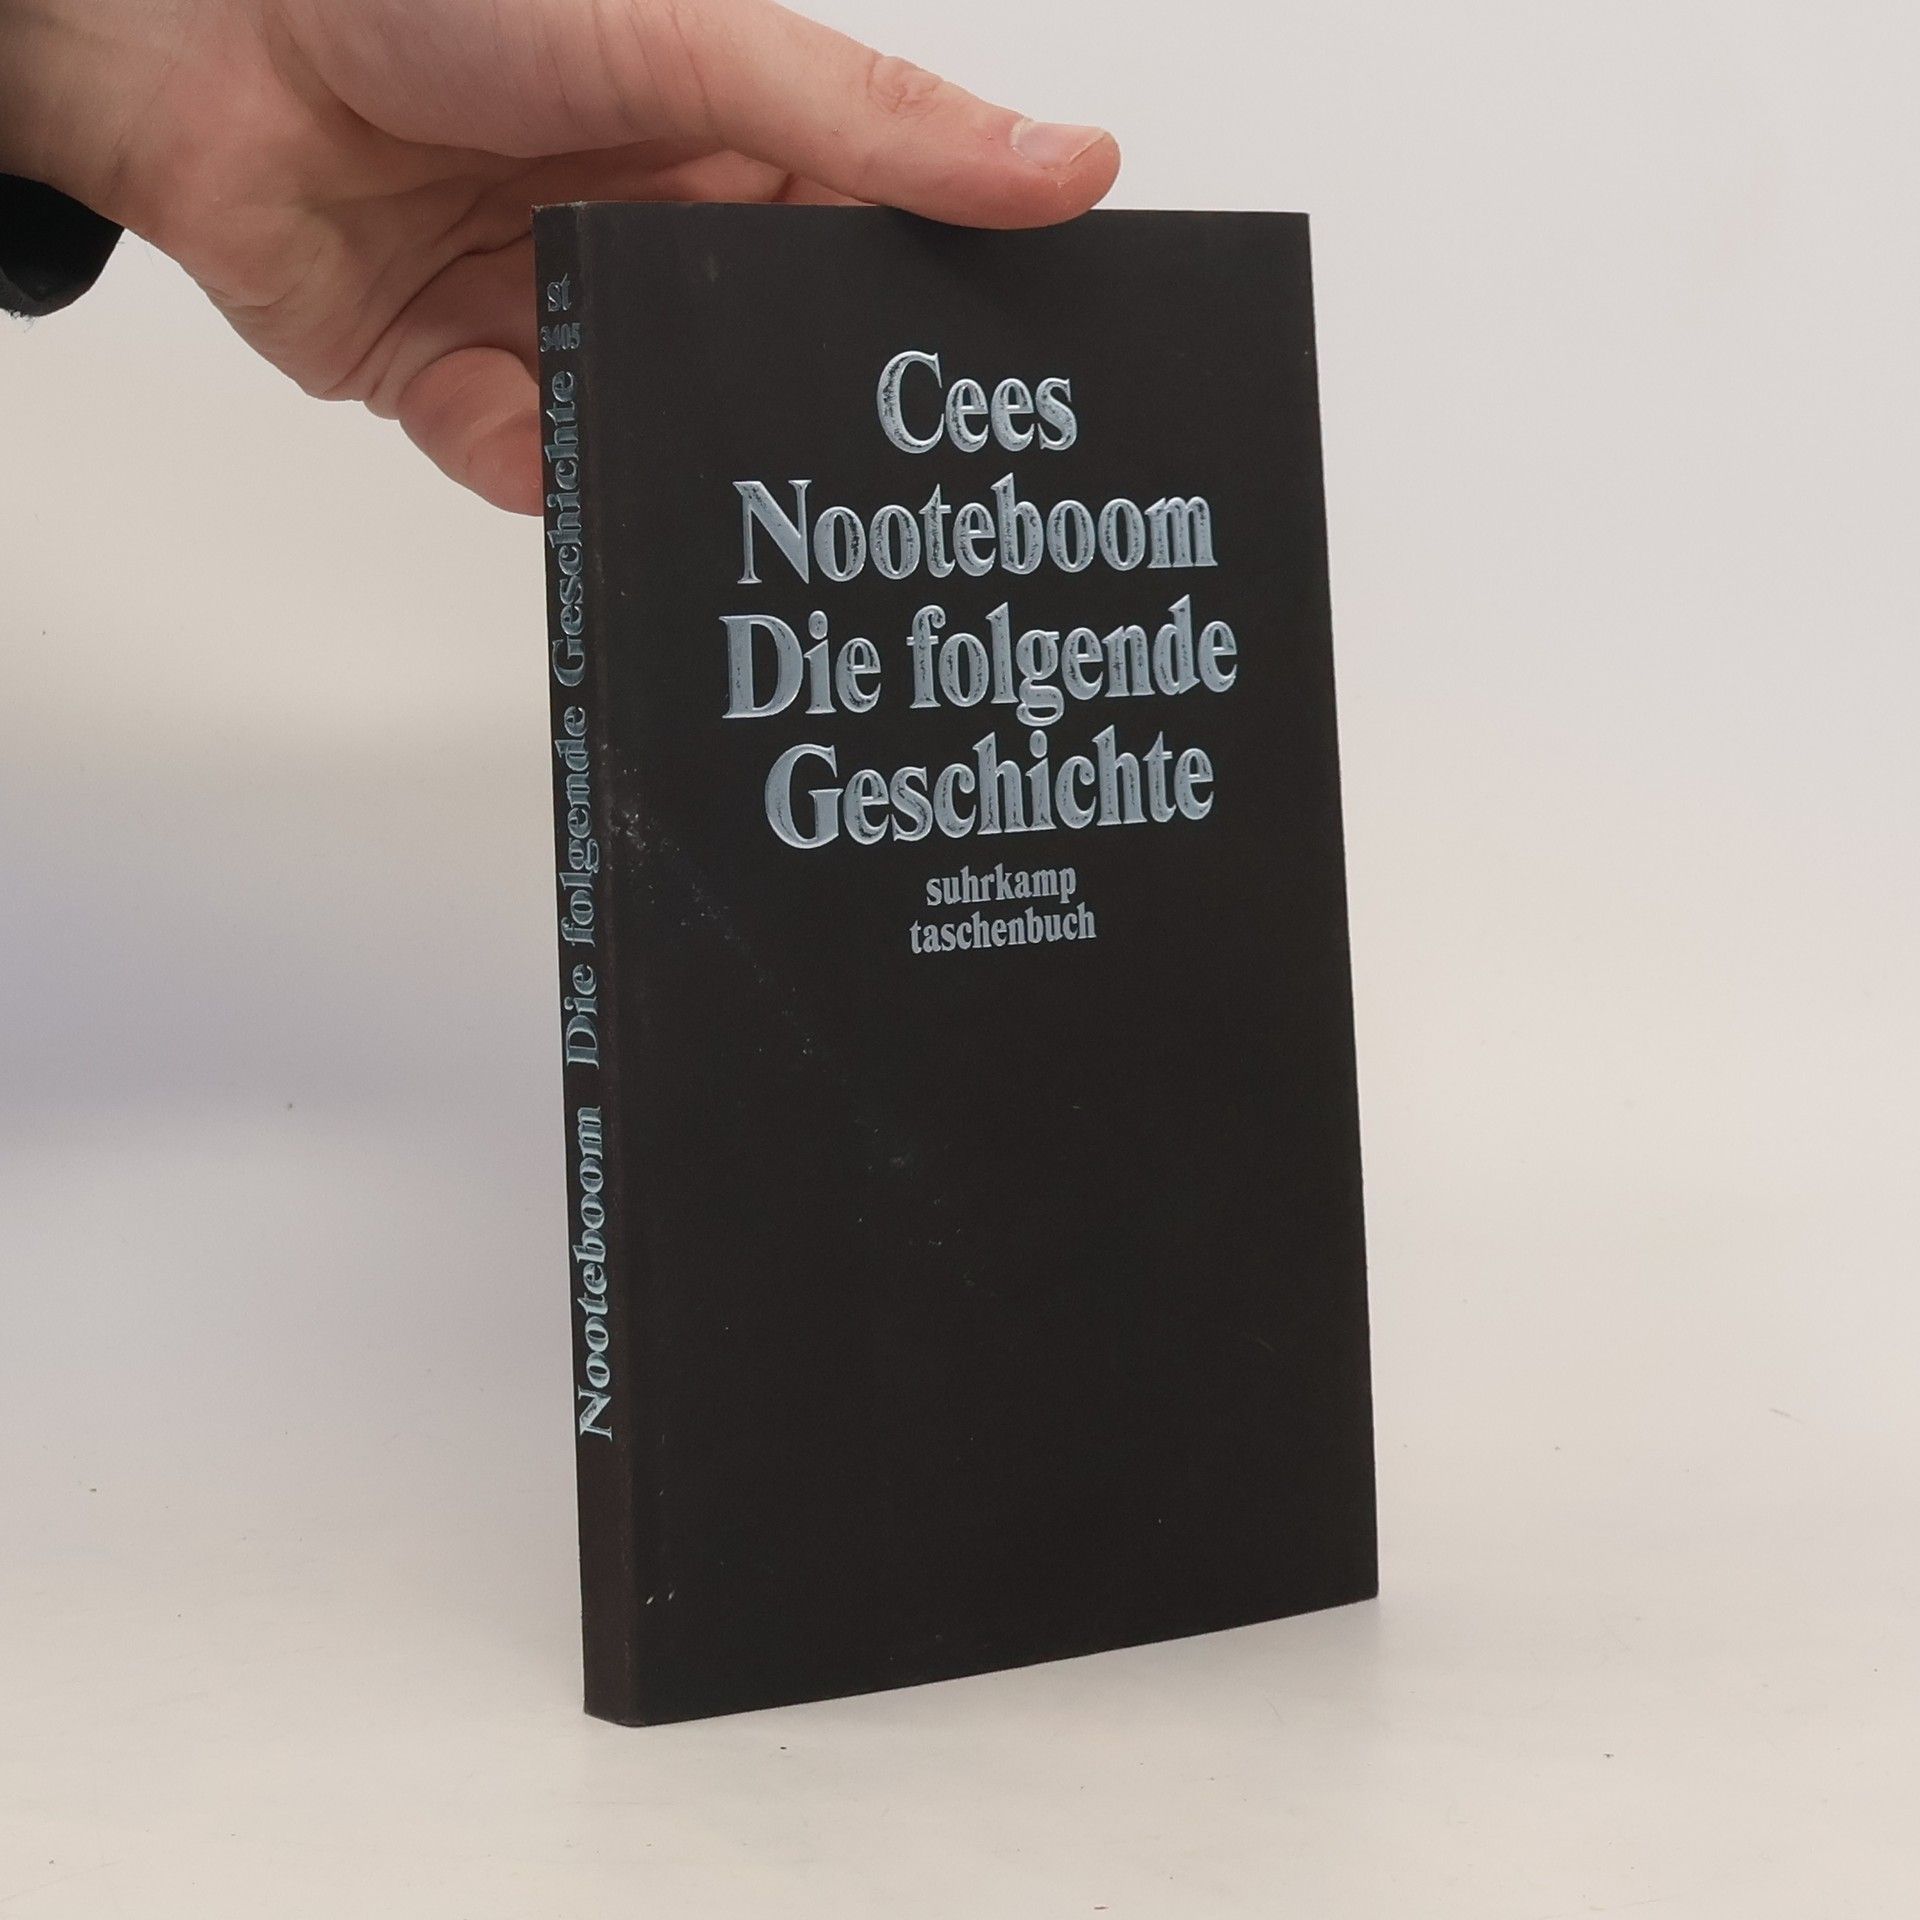 st
3405
Nooteboom Die folgende Geschichte
Cees
Nooteboom
Die folgende
Geschichte
suhrkamp
taschenbuch